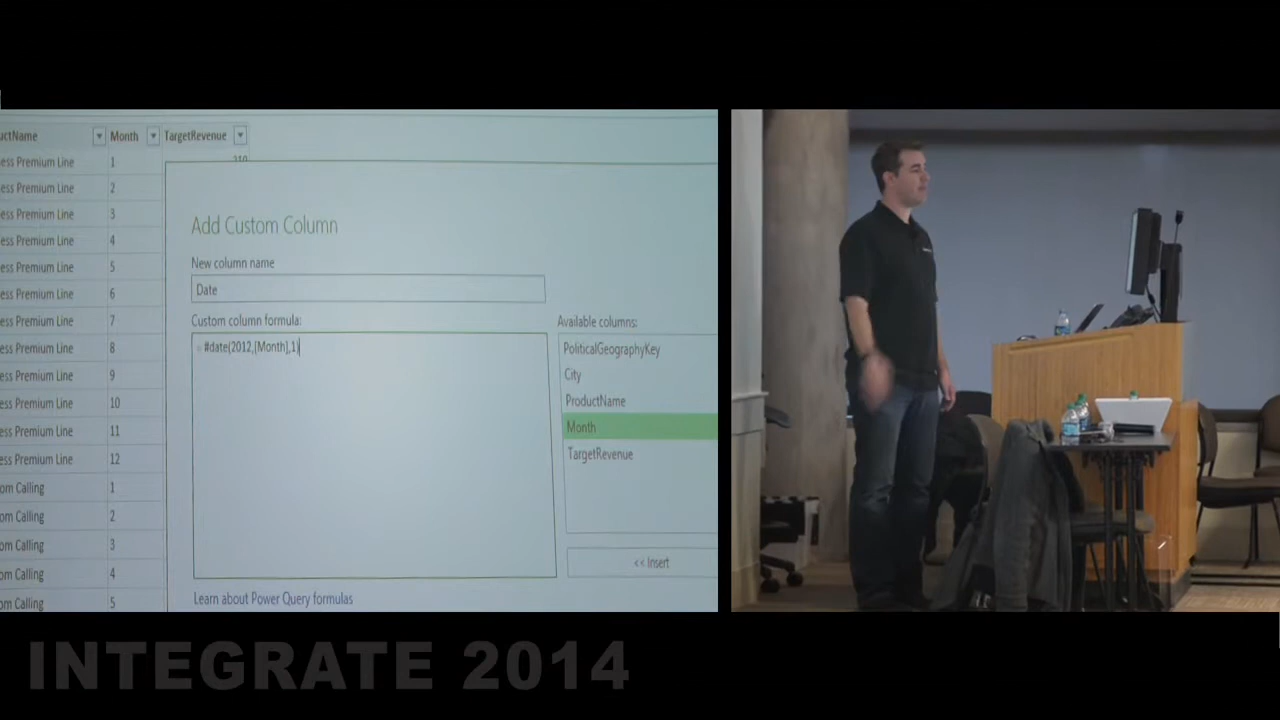 uctName Month TargetRevenue
ess Premium Line 1
310
ess Premium Line 2
ess Premium Line 3
ess Premium Line 4
ess Premium Line 5
ess Premium Line 6
ess Premium Line 7
ess Premium Line 8
ess Premium Line 9
ess Premium Line 10
ess Premium Line 11
ess Premium Line 12
om Calling 1
om Calling 2
om Calling 3
om Calling 4
om Calling 5
Add Custom Column
New column name
Date
Custom column formula:
= #date(2012,[Month],1)
Available columns:
PoliticalGeographyKey
City
ProductName
Month
TargetRevenue
<< Insert
Learn about Power Query formulas
INTEGRATE 2014